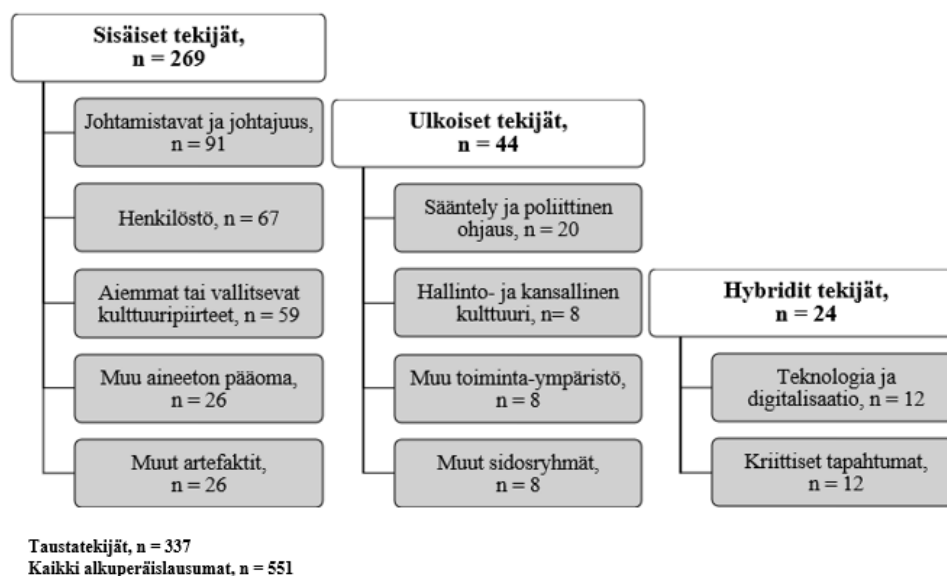 Sisäiset tekijät,
n = 269
Johtamistavat ja johtajuus,
n = 91
Henkilöstö, n = 67
Aiemmat tai vallitsevat
kulttuuripiirteet, n = 59
Muu aineeton pääoma,
n = 26
Muut artefaktit,
n = 26
Ulkoiset tekijät,
n = 44
Sääntely ja poliittinen
ohjaus, n = 20
Hallinto- ja kansallinen
kulttuuri, n= 8
Muu toiminta-ympäristö,
n = 8
Muut sidosryhmät,
n = 8
Hybridit tekijät,
n = 24
Teknologia ja
digitalisaatio, n = 12
Kriittiset tapahtumat,
n = 12
Taustatekijät, n = 337
Kaikki alkuperäislausumat, n = 551